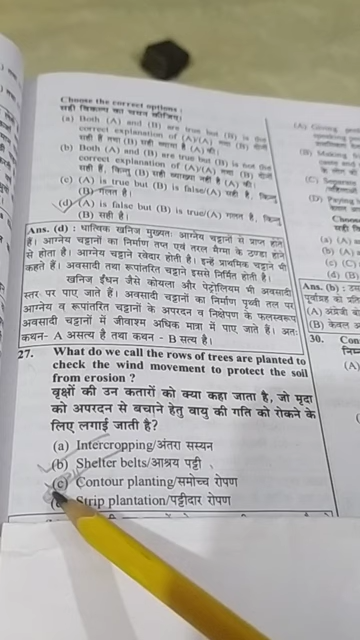 Choose the correct options :
सही विकल्प का चयन कीजिए।
(a) Both (A) and (B) are true but (B) is the
correct explanation of (A)/(A) तथा (B) दोनों
सही हैं तथा (B) सही व्याख्या है (A) की।
(b) Both (A) and (B) are true but (B) is not the
correct explanation of (A)/(A) तथा (B) दोनों
सही हैं, किन्तु (B) सही व्याख्या नहीं है (A) की।
(c) (A) is true but (B) is false/(A) सही है, किन्तु
(B) गलत है।
(d) (A) is false but (B) is true/(A) गलत है, किन्तु
(B) सही है।
Ans. (d) : धात्विक खनिज मुख्यतः आग्नेय चट्टानों से प्राप्त होते
हैं। आग्नेय चट्टानों का निर्माण तप्त एवं तरल मैग्मा के ठण्डा होने
से होता है। आग्नेय चट्टानें रवेदार होती है। इन्हें प्राथमिक चट्टानें भी
कहते हैं। अवसादी तथा रूपांतरित चट्टानें इससे निर्मित होती है।
खनिज ईंधन जैसे कोयला और पेट्रोलियम भी अवसादी
स्तर पर पाए जाते हैं। अवसादी चट्टानों का निर्माण पृथ्वी तल पर
आग्नेय व रूपांतरित चट्टानों के अपरदन व निक्षेपण के फलस्वरूप
अवसादी चट्टानों में जीवाश्म अधिक मात्रा में पाए जाते हैं। अतः
कथन- A असत्य है तथा कथन - B सत्य है।
27. What do we call the rows of trees are planted to
check the wind movement to protect the soil
from erosion ?
वृक्षों की उन कतारों को क्या कहा जाता है, जो मृदा
को अपरदन से बचाने हेतु वायु की गति को रोकने के
लिए लगाई जाती है?
(a) Intercropping/अंतरा सस्यन
(b) Shelter belts/आश्रय पट्टी
(c) Contour planting/समोच्च रोपण
Strip plantation/पट्टीदार रोपण
(A)
(B) Making
(C)
(D) Paying
(a) (A)
(b) (A)
(c) (C)
(d) (B)
Ans. (b) :
(A) अंग्रेजी
(B) केवल
30. Con
(A)